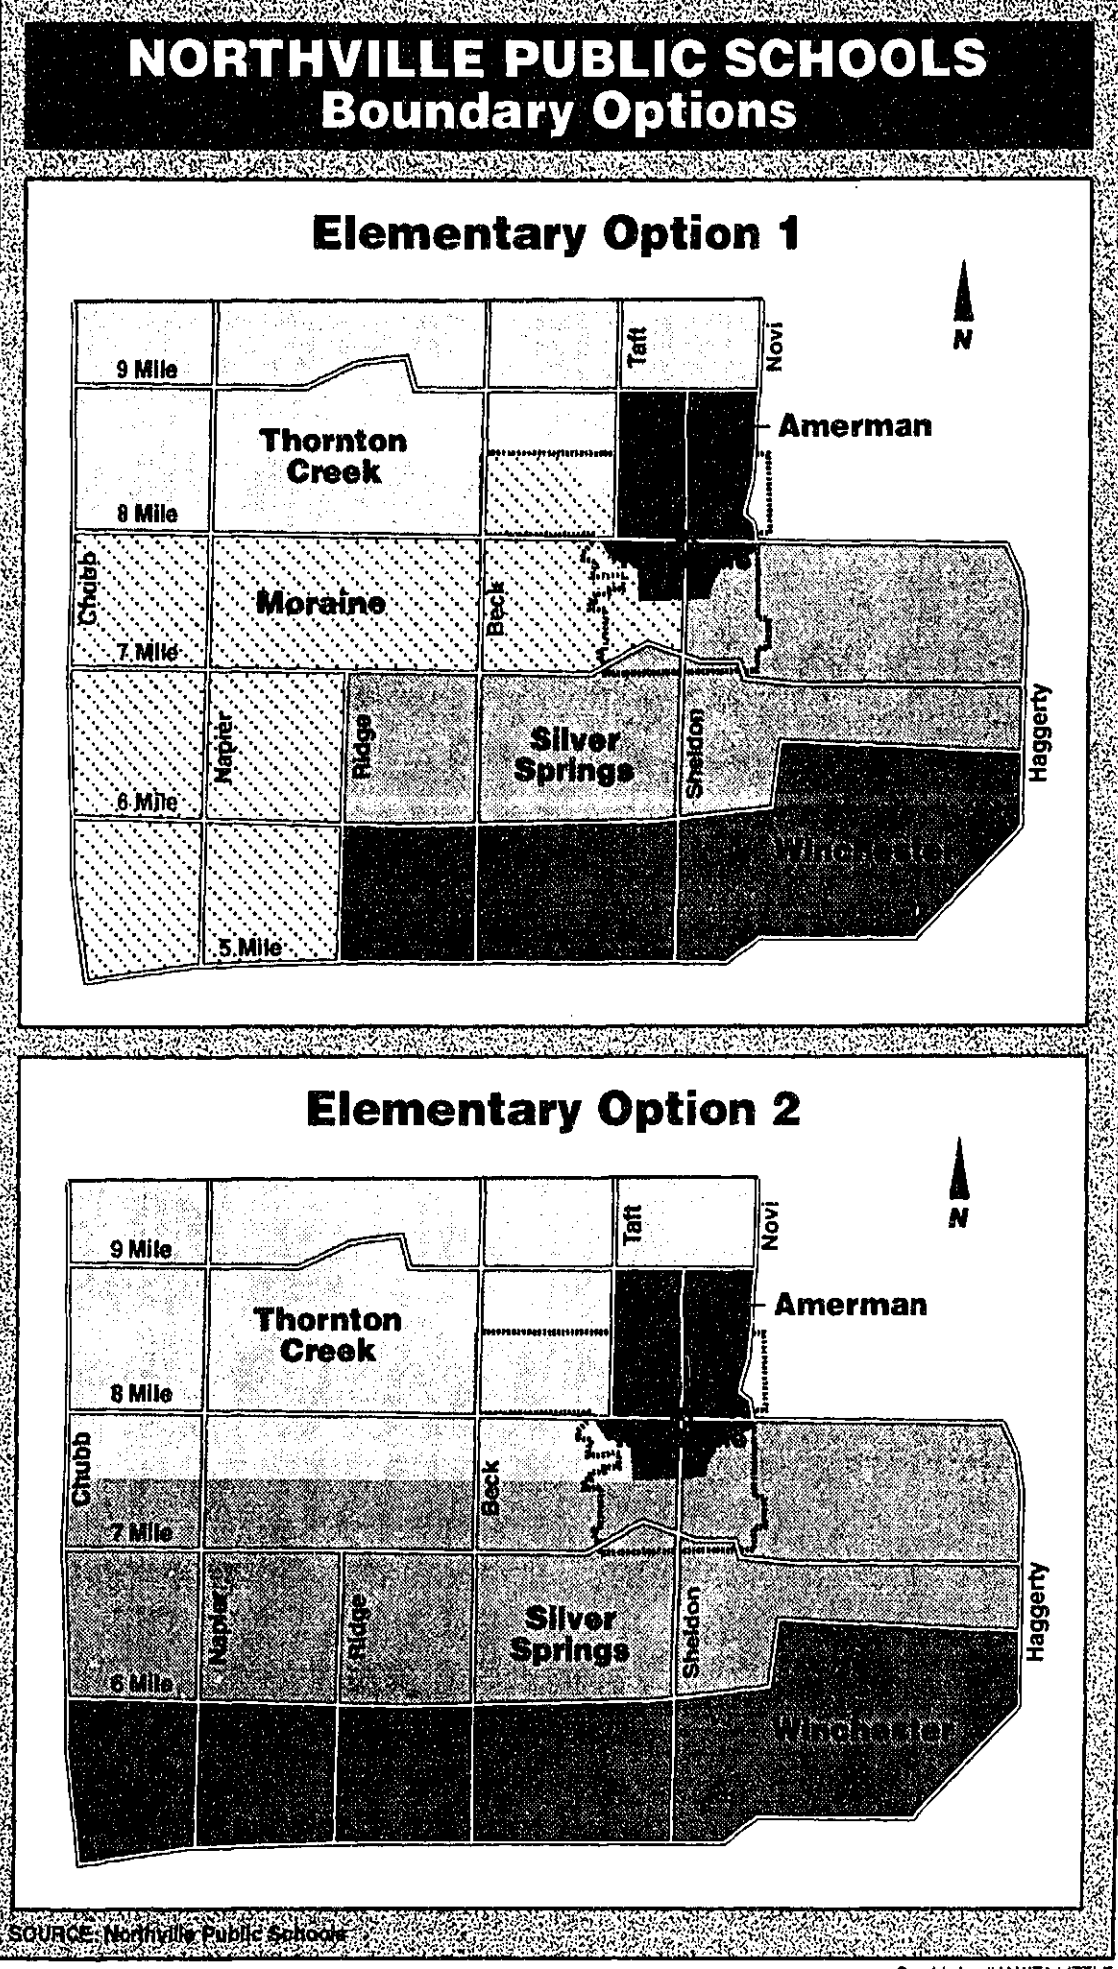 NORTHVILLE PUBLIC SCHOOLS
Boundary Options
Elementary Option 1
N
Taft
Novi
9 Mile
Amerman
Thornton
Creek
8 Mile
Chubb
Moraine
Beck
7 Mile
Napier
Ridge
Silver
Springs
Sheldon
Haggerty
6 Mile
Winchester
5 Mile
Elementary Option 2
N
Taft
Novi
9 Mile
Amerman
Thornton
Creek
8 Mile
Chubb
Beck
7 Mile
Napier
Ridge
Silver
Springs
Sheldon
Haggerty
6 Mile
Winchester
SOURCE: Northville Public Schools